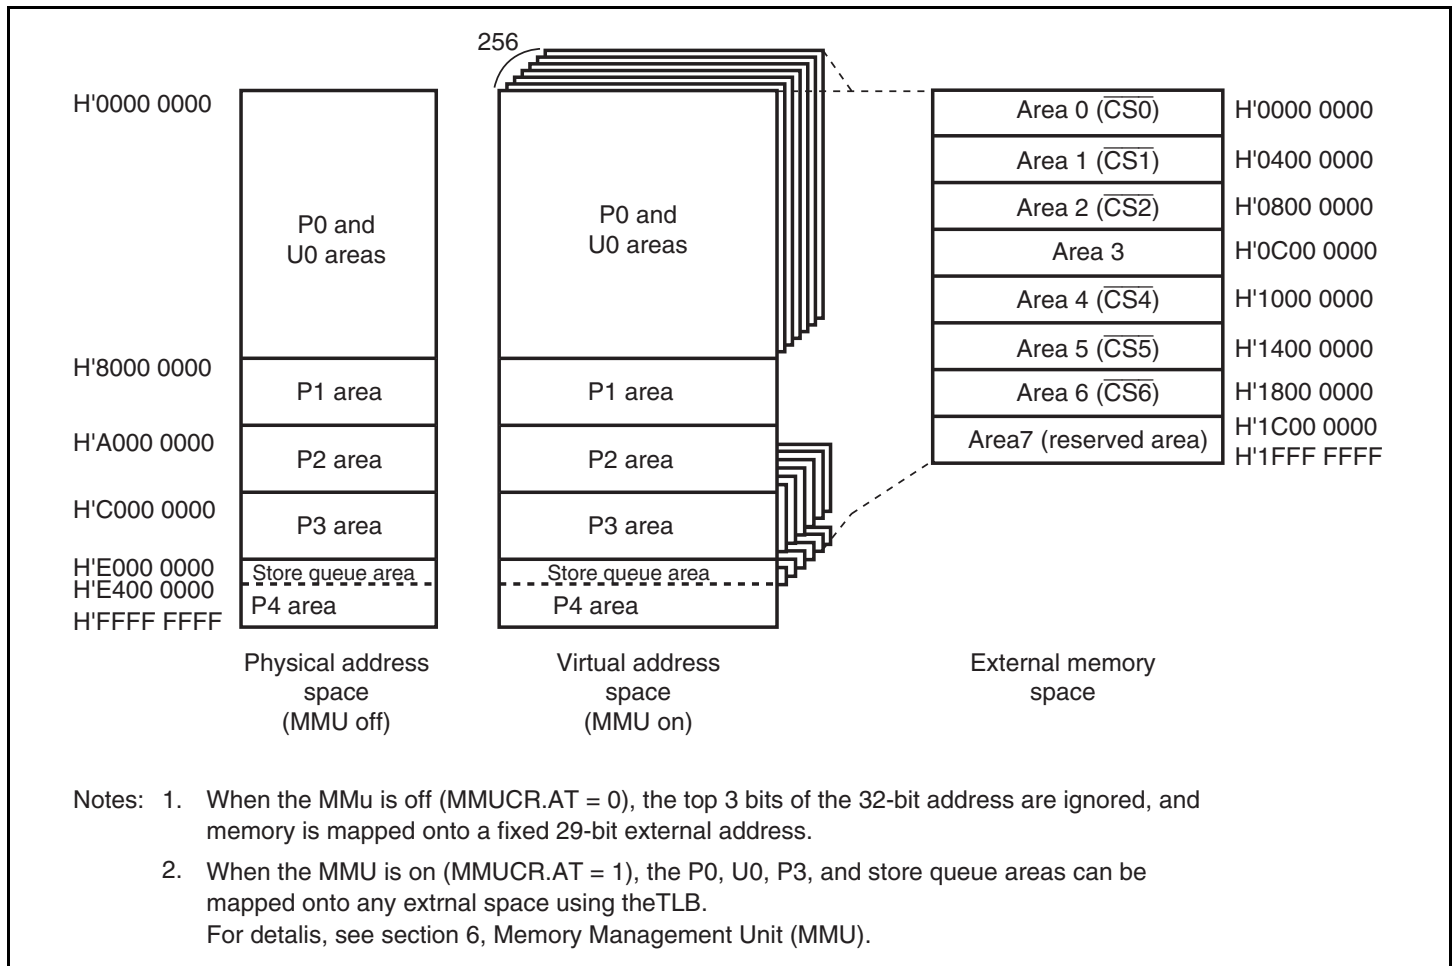 256
H'0000 0000
P0 and
U0 areas
H'8000 0000
P1 area
H'A000 0000
P2 area
H'C000 0000
P3 area
H'E000 0000
Store queue area
H'E400 0000
P4 area
H'FFFF FFFF
Physical address
space
(MMU off)
P0 and
U0 areas
P1 area
P2 area
P3 area
Store queue area
P4 area
Virtual address
space
(MMU on)
Area 0 (C̅S̅0̅) H'0000 0000
Area 1 (C̅S̅1̅) H'0400 0000
Area 2 (C̅S̅2̅) H'0800 0000
Area 3 H'0C00 0000
Area 4 (C̅S̅4̅) H'1000 0000
Area 5 (C̅S̅5̅) H'1400 0000
Area 6 (C̅S̅6̅) H'1800 0000
Area7 (reserved area) H'1C00 0000
H'1FFF FFFF
External memory
space
Notes: 1. When the MMu is off (MMUCR.AT = 0), the top 3 bits of the 32-bit address are ignored, and
memory is mapped onto a fixed 29-bit external address.
2. When the MMU is on (MMUCR.AT = 1), the P0, U0, P3, and store queue areas can be
mapped onto any extrnal space using theTLB.
For detalis, see section 6, Memory Management Unit (MMU).